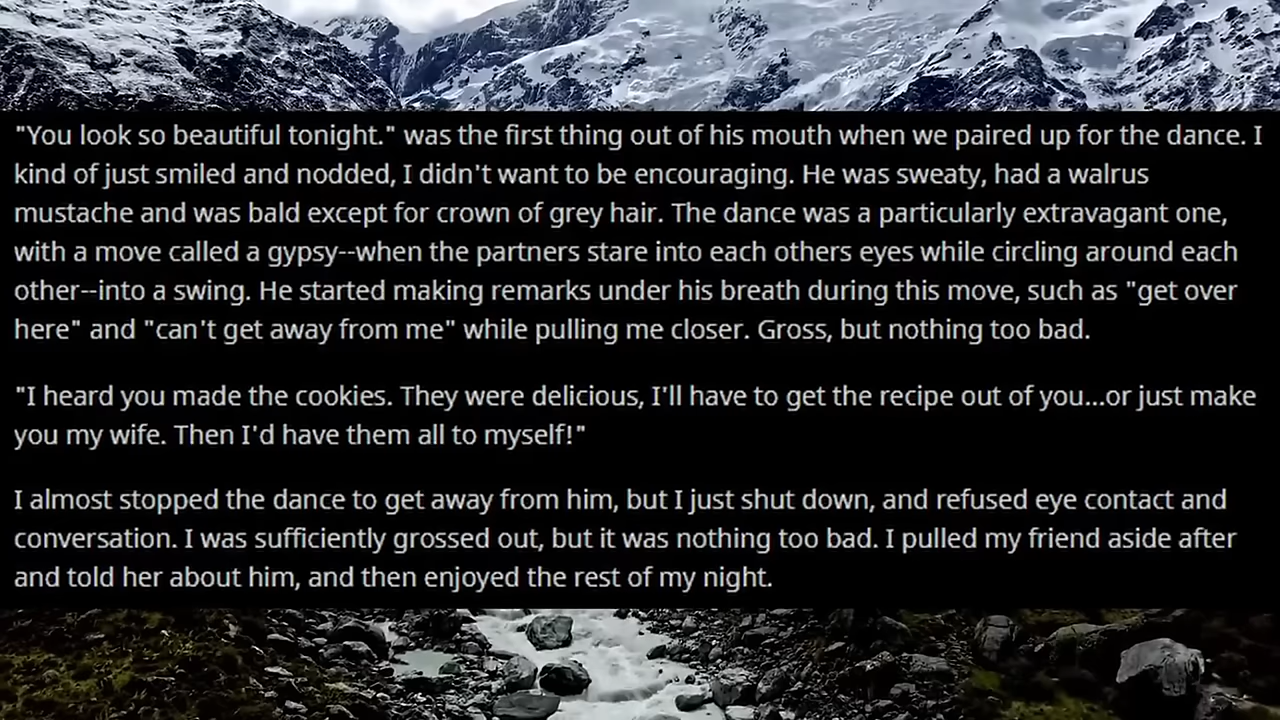 "You look so beautiful tonight." was the first thing out of his mouth when we paired up for the dance. I
kind of just smiled and nodded, I didn't want to be encouraging. He was sweaty, had a walrus
mustache and was bald except for crown of grey hair. The dance was a particularly extravagant one,
with a move called a gypsy--when the partners stare into each others eyes while circling around each
other--into a swing. He started making remarks under his breath during this move, such as "get over
here" and "can't get away from me" while pulling me closer. Gross, but nothing too bad.
"I heard you made the cookies. They were delicious, I'll have to get the recipe out of you...or just make
you my wife. Then I'd have them all to myself!"
I almost stopped the dance to get away from him, but I just shut down, and refused eye contact and
conversation. I was sufficiently grossed out, but it was nothing too bad. I pulled my friend aside after
and told her about him, and then enjoyed the rest of my night.